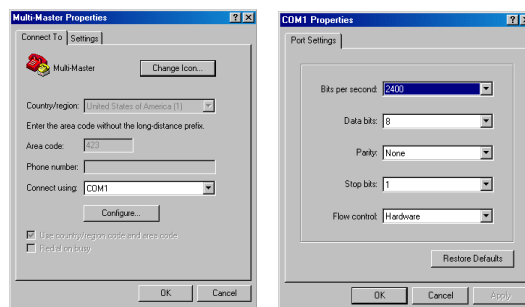 Multi-Master Properties
Connect To
Settings
Multi-Master
Change Icon...
Country/region: United States of America (1)
Enter the area code without the long-distance prefix.
Area code: 423
Phone number:
Connect using: COM1
Configure...
Use country/region code and area code
Redial on busy
OK
Cancel
COM1 Properties
Port Settings
Bits per second: 2400
Data bits: 8
Parity: None
Stop bits: 1
Flow control: Hardware
Restore Defaults
OK
Cancel
Apply